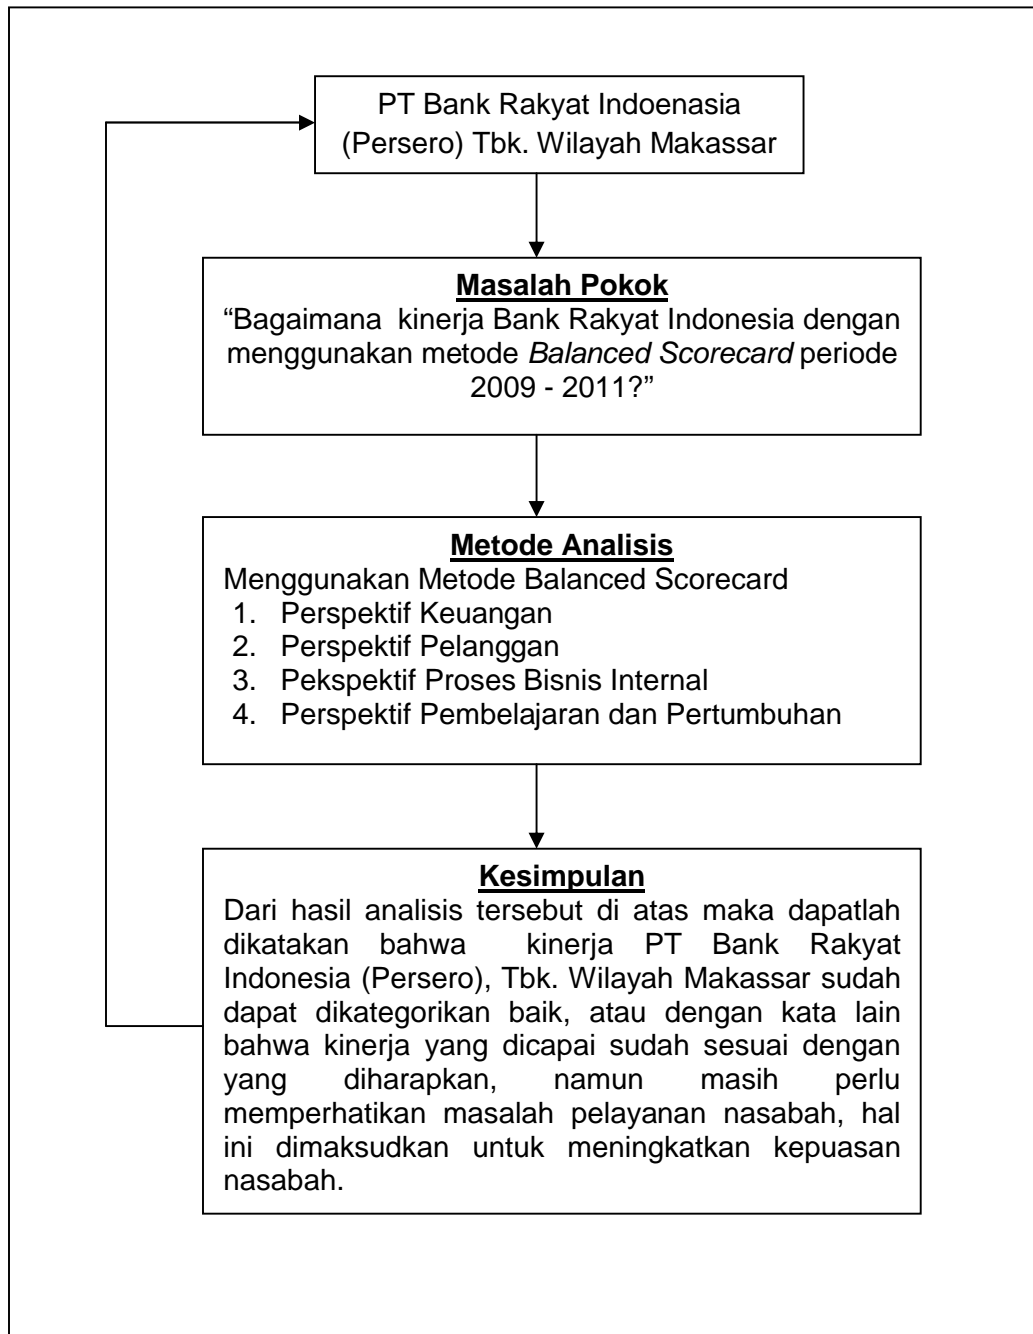 PT Bank Rakyat Indoenasia
(Persero) Tbk. Wilayah Makassar
Masalah Pokok
“Bagaimana kinerja Bank Rakyat Indonesia dengan
menggunakan metode Balanced Scorecard periode
2009 - 2011?”
Metode Analisis
Menggunakan Metode Balanced Scorecard
1. Perspektif Keuangan
2. Perspektif Pelanggan
3. Pekspektif Proses Bisnis Internal
4. Perspektif Pembelajaran dan Pertumbuhan
Kesimpulan
Dari hasil analisis tersebut di atas maka dapatlah
dikatakan bahwa kinerja PT Bank Rakyat
Indonesia (Persero), Tbk. Wilayah Makassar sudah
dapat dikategorikan baik, atau dengan kata lain
bahwa kinerja yang dicapai sudah sesuai dengan
yang diharapkan, namun masih perlu
memperhatikan masalah pelayanan nasabah, hal
ini dimaksudkan untuk meningkatkan kepuasan
nasabah.